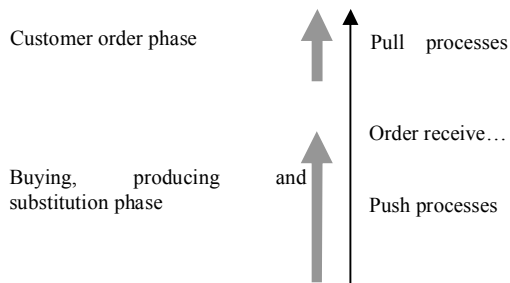 Customer order phase
Pull processes
Order receive…
Buying, producing and
substitution phase
Push processes